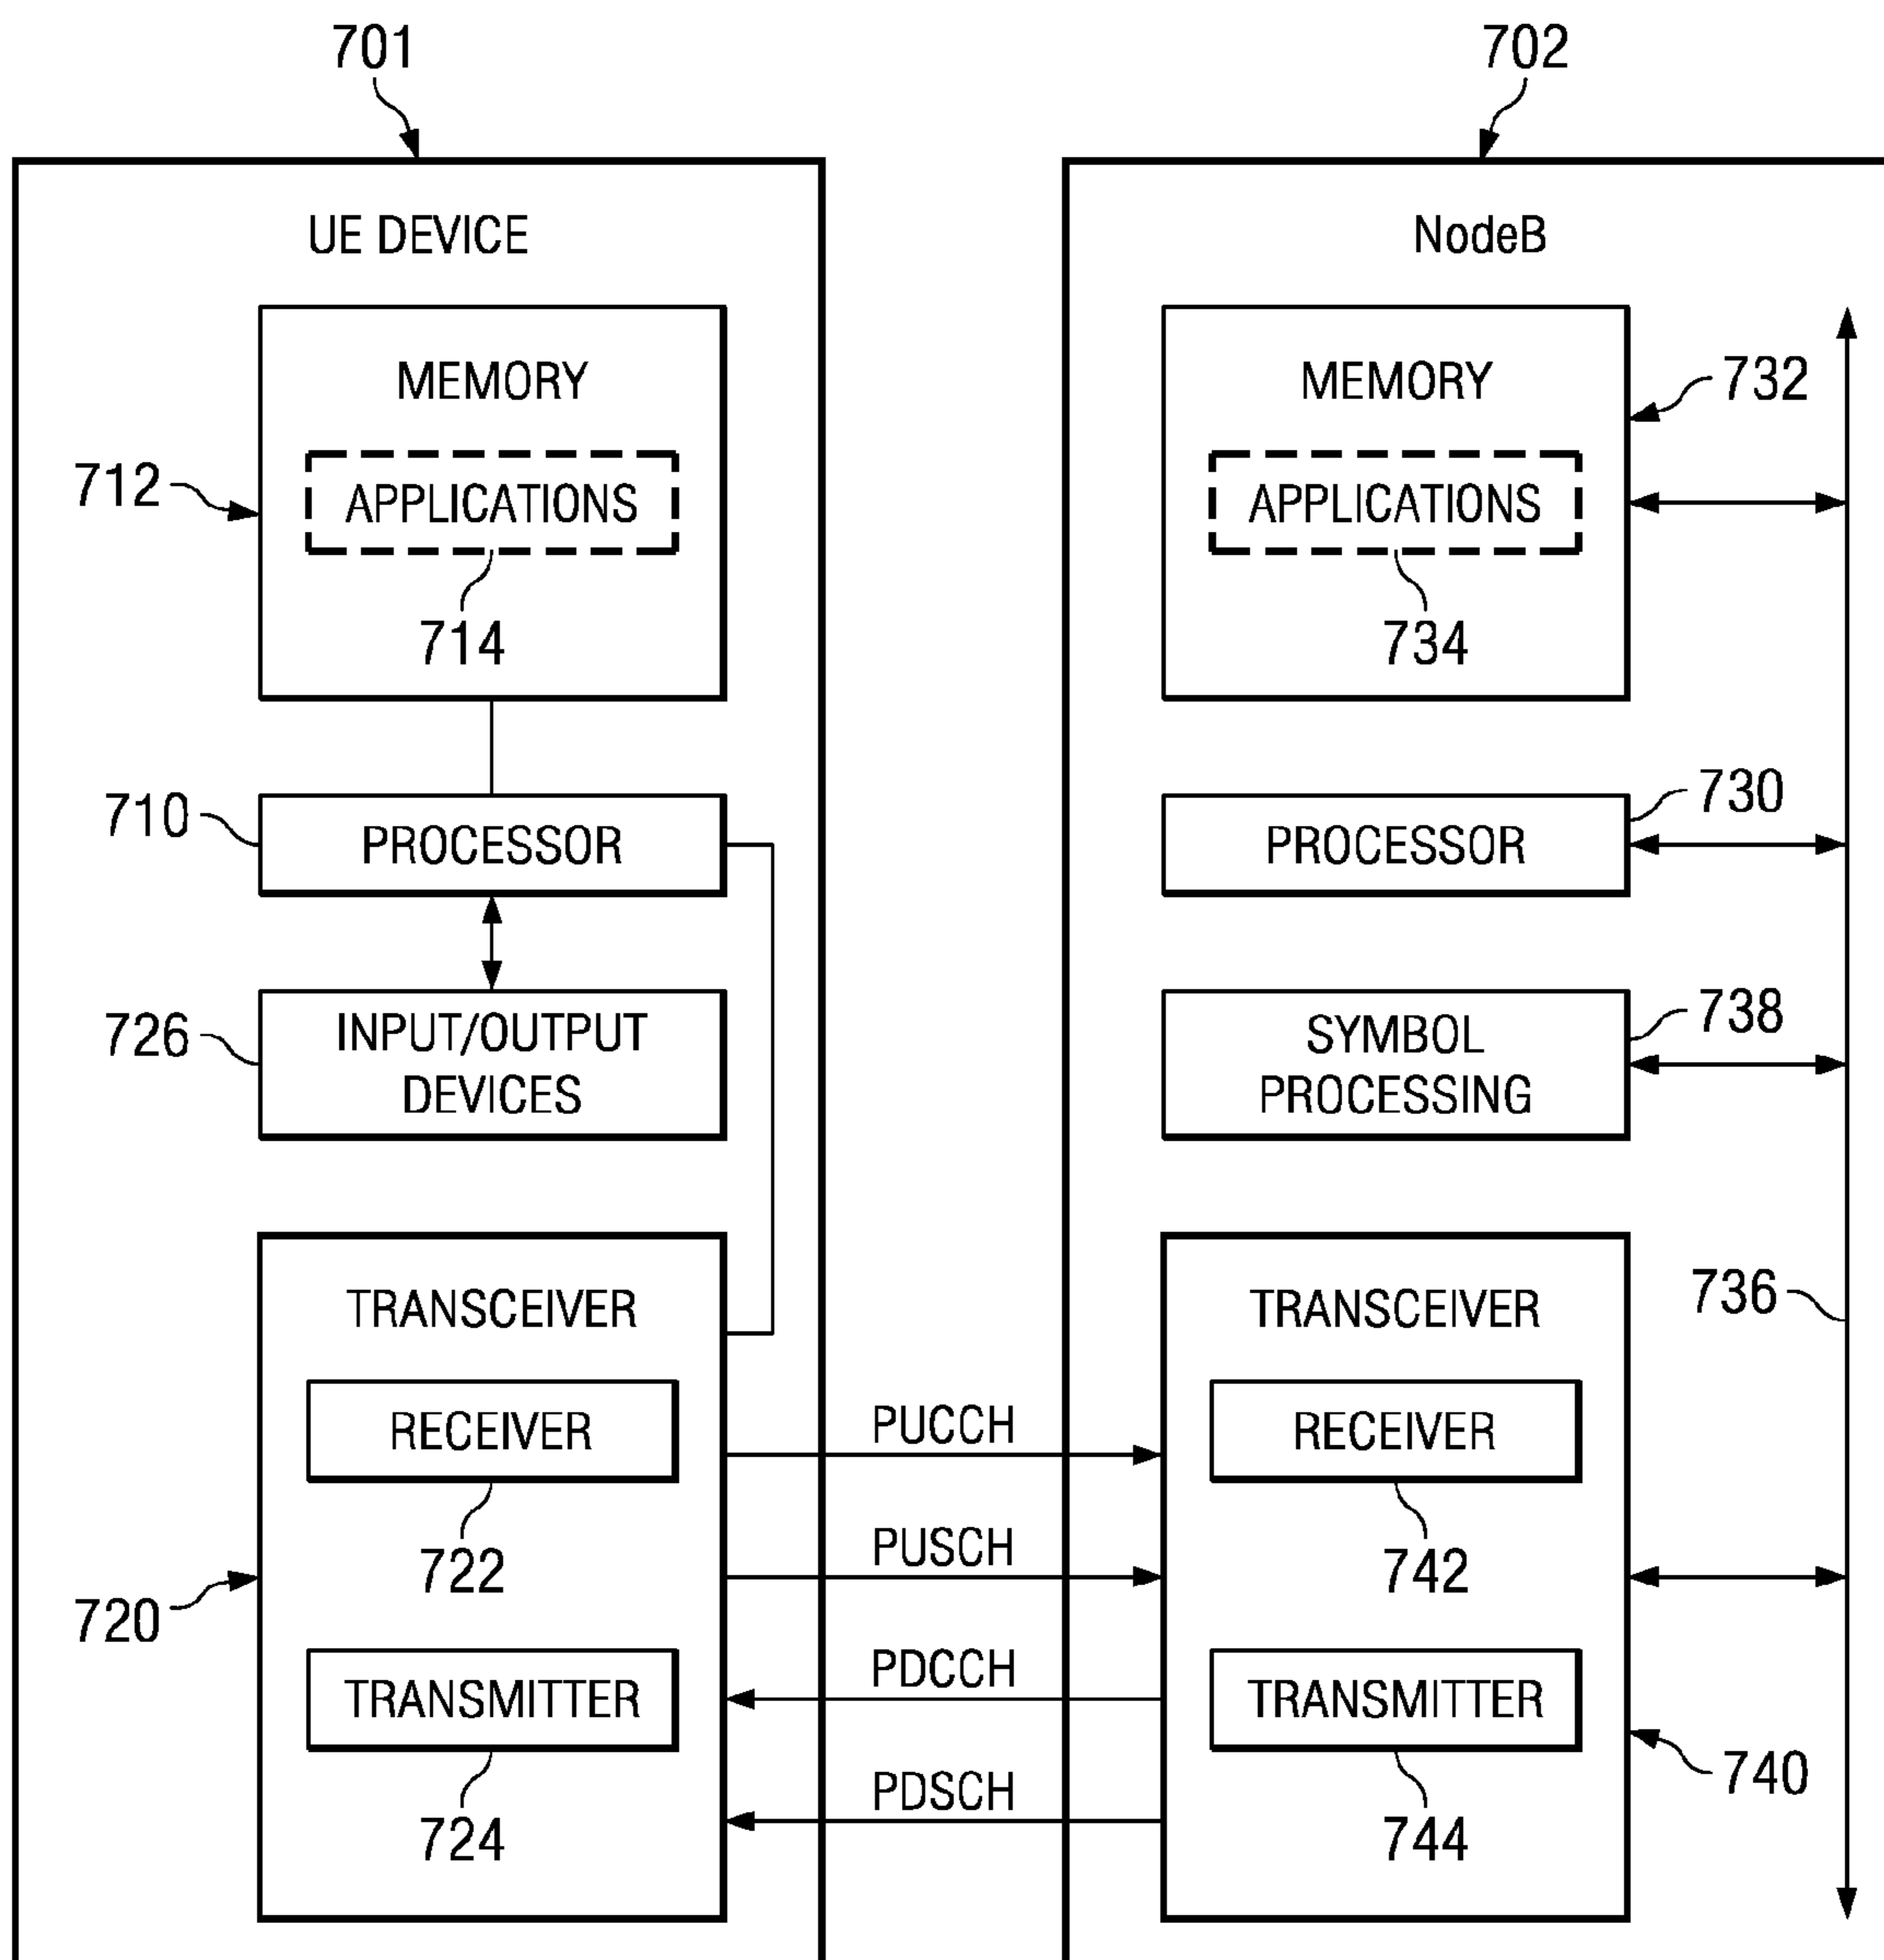 701
702
UE DEVICE
NodeB
MEMORY
APPLICATIONS
712
714
MEMORY
APPLICATIONS
732
734
PROCESSOR
710
PROCESSOR
730
INPUT/OUTPUT
DEVICES
726
SYMBOL
PROCESSING
738
736
TRANSCEIVER
RECEIVER
722
720
TRANSMITTER
724
PUCCH
PUSCH
PDCCH
PDSCH
TRANSCEIVER
RECEIVER
742
TRANSMITTER
744
740